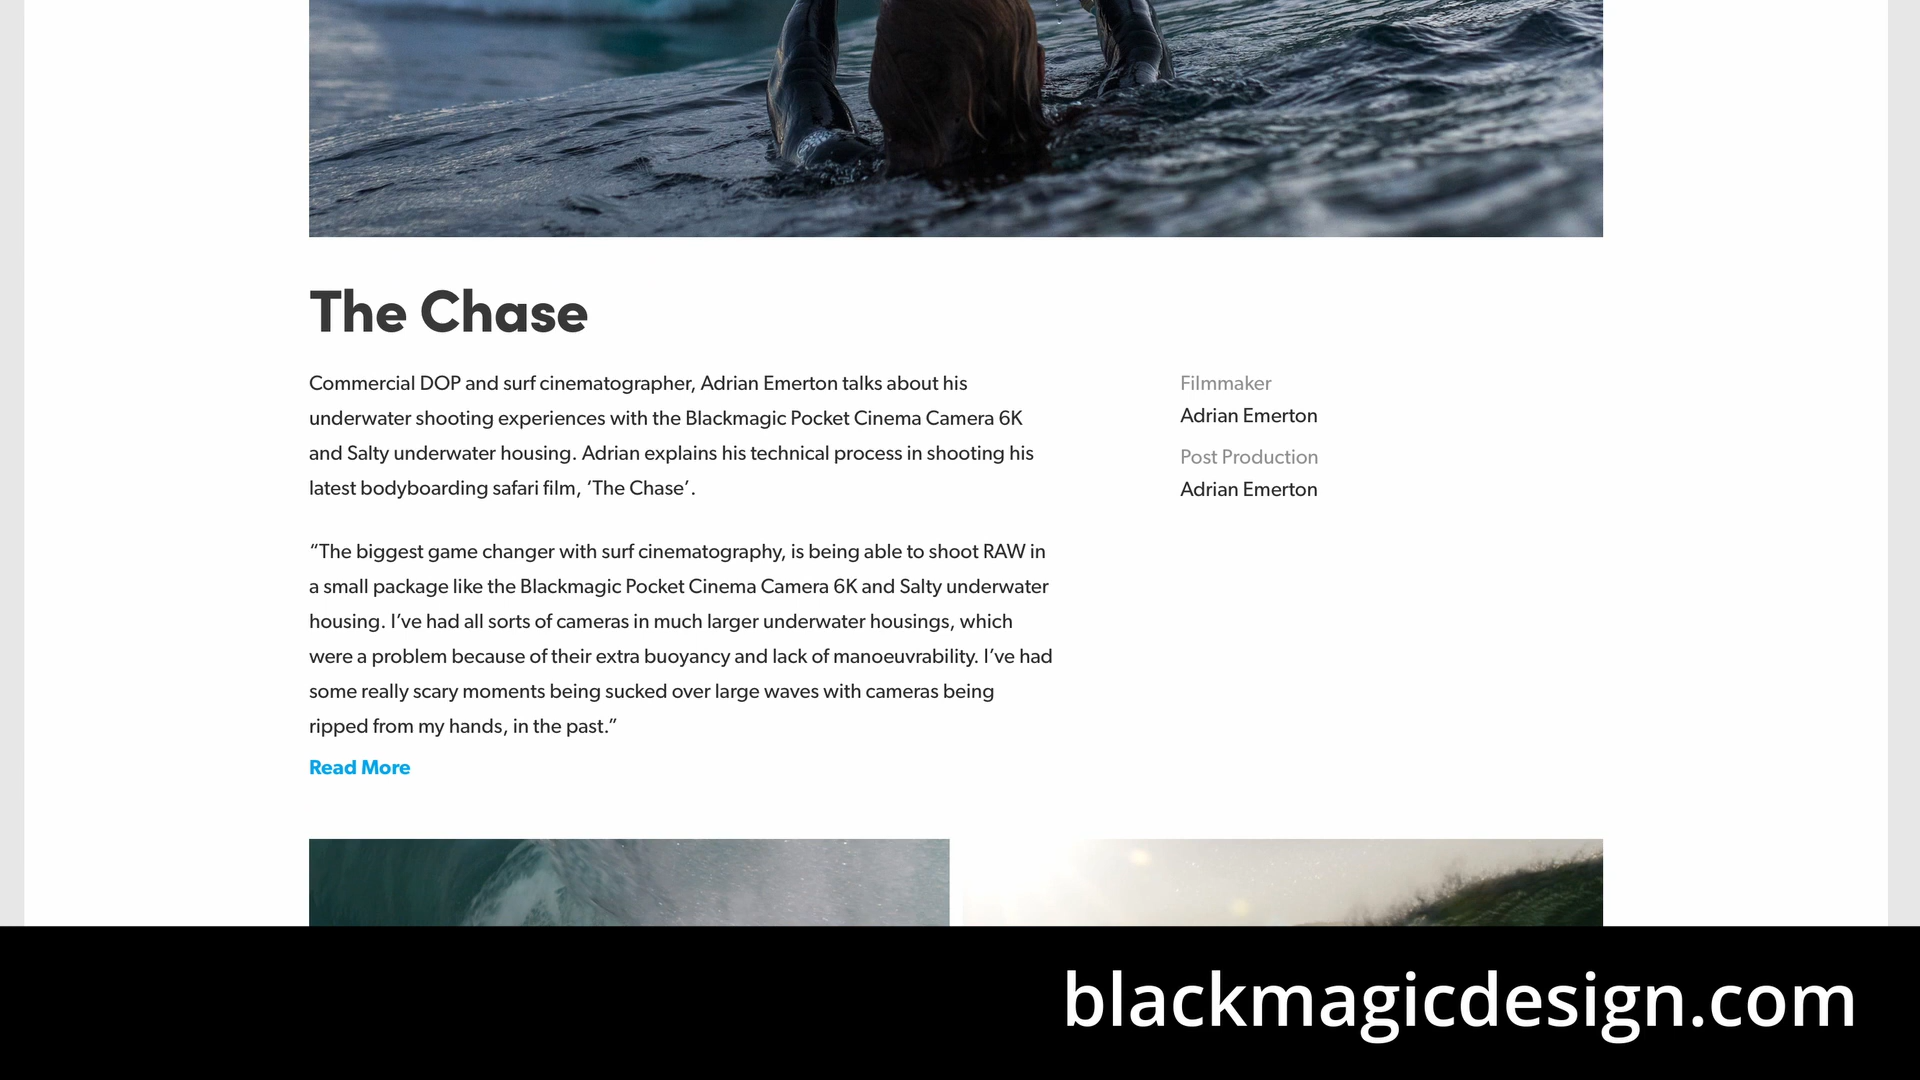 The Chase
Commercial DOP and surf cinematographer, Adrian Emerton talks about his
underwater shooting experiences with the Blackmagic Pocket Cinema Camera 6K
and Salty underwater housing. Adrian explains his technical process in shooting his
latest bodyboarding safari film, ‘The Chase’.
“The biggest game changer with surf cinematography, is being able to shoot RAW in
a small package like the Blackmagic Pocket Cinema Camera 6K and Salty underwater
housing. I’ve had all sorts of cameras in much larger underwater housings, which
were a problem because of their extra buoyancy and lack of manoeuvrability. I’ve had
some really scary moments being sucked over large waves with cameras being
ripped from my hands, in the past.”
Read More
Filmmaker
Adrian Emerton
Post Production
Adrian Emerton
blackmagicdesign.com